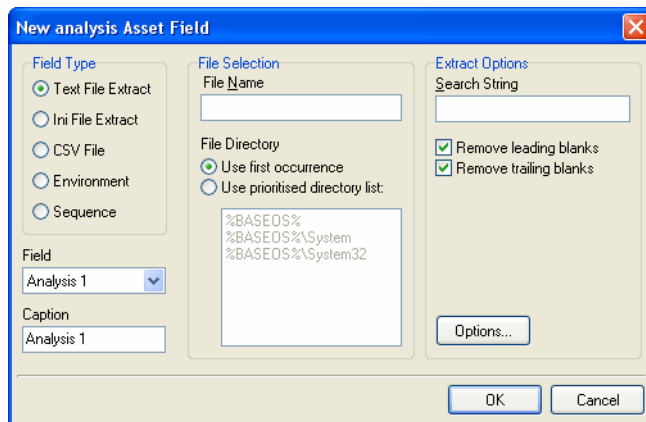 New analysis Asset Field
Field Type
Text File Extract
Ini File Extract
CSV File
Environment
Sequence
Field
Analysis 1
Caption
Analysis 1
File Selection
File Name
File Directory
Use first occurrence
Use prioritised directory list:
%BASEOS%
%BASEOS%\System
%BASEOS%\System32
Extract Options
Search String
Remove leading blanks
Remove trailing blanks
Options...
OK
Cancel